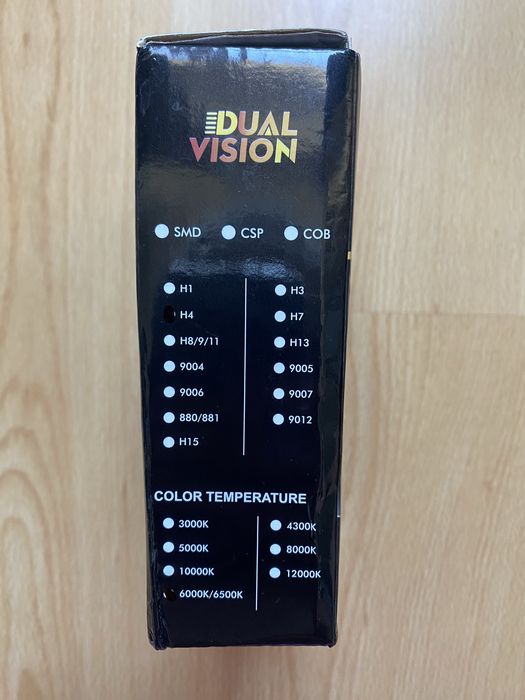 DUAL
VISION
SMD CSP COB
H1 H3
H4 H7
H8/9/11 H13
9004 9005
9006 9007
880/881 9012
H15
COLOR TEMPERATURE
3000K 4300K
5000K 8000K
10000K 12000K
6000K/6500K